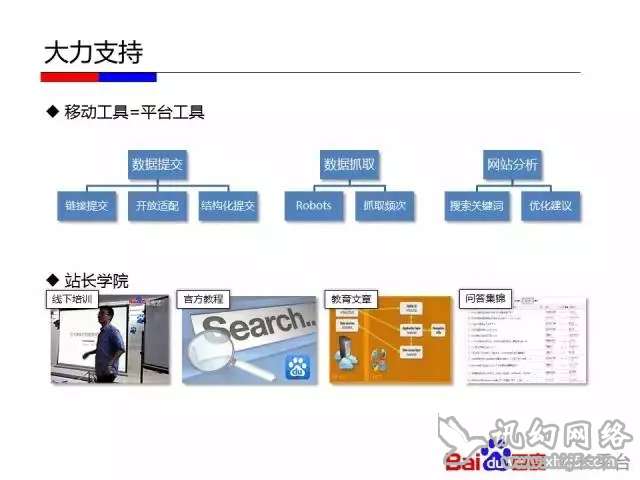 大力支持
◆ 移动工具=平台工具
数据提交
数据抓取
网站分析
链接提交
开放适配
结构化提交
Robots
抓取频次
搜索关键词
优化建议
◆ 站长学院
线下培训
官方教程
教育文章
问答集锦
Search..
du
讯幻网络
Bai du 百度
平台